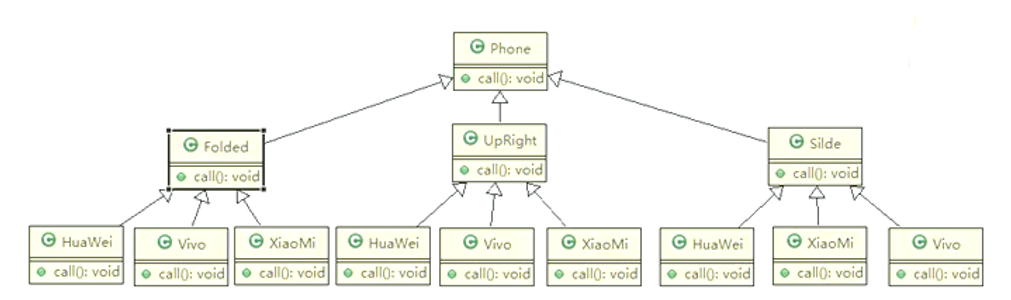 Phone
call(): void
Folded
call(): void
UpRight
call(): void
Silde
call(): void
HuaWei
call(): void
Vivo
call(): void
XiaoMi
call(): void
HuaWei
call(): void
Vivo
call(): void
XiaoMi
call(): void
HuaWei
call(): void
XiaoMi
call(): void
Vivo
call(): void